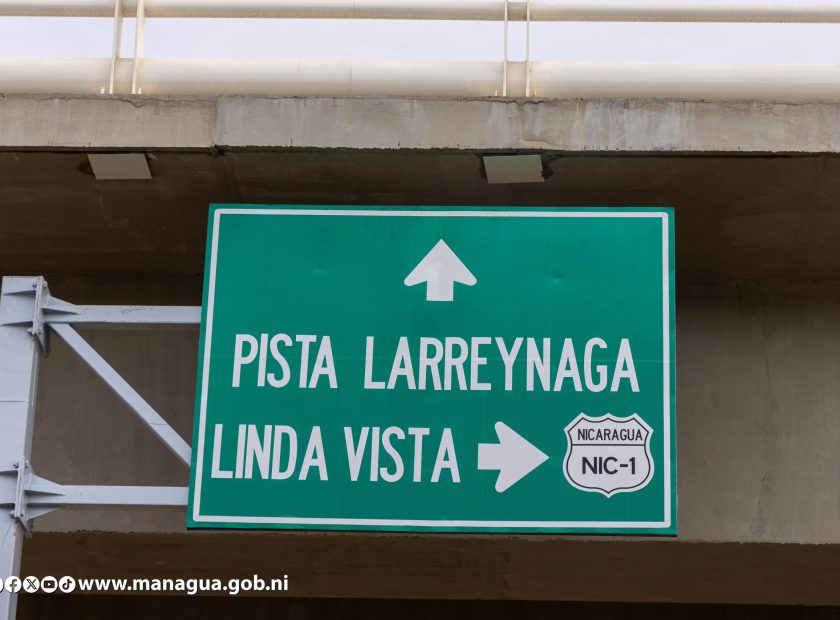 PISTA LARREYNAGA
LINDA VISTA
NICARAGUA
NIC-1
www.managua.gob.ni